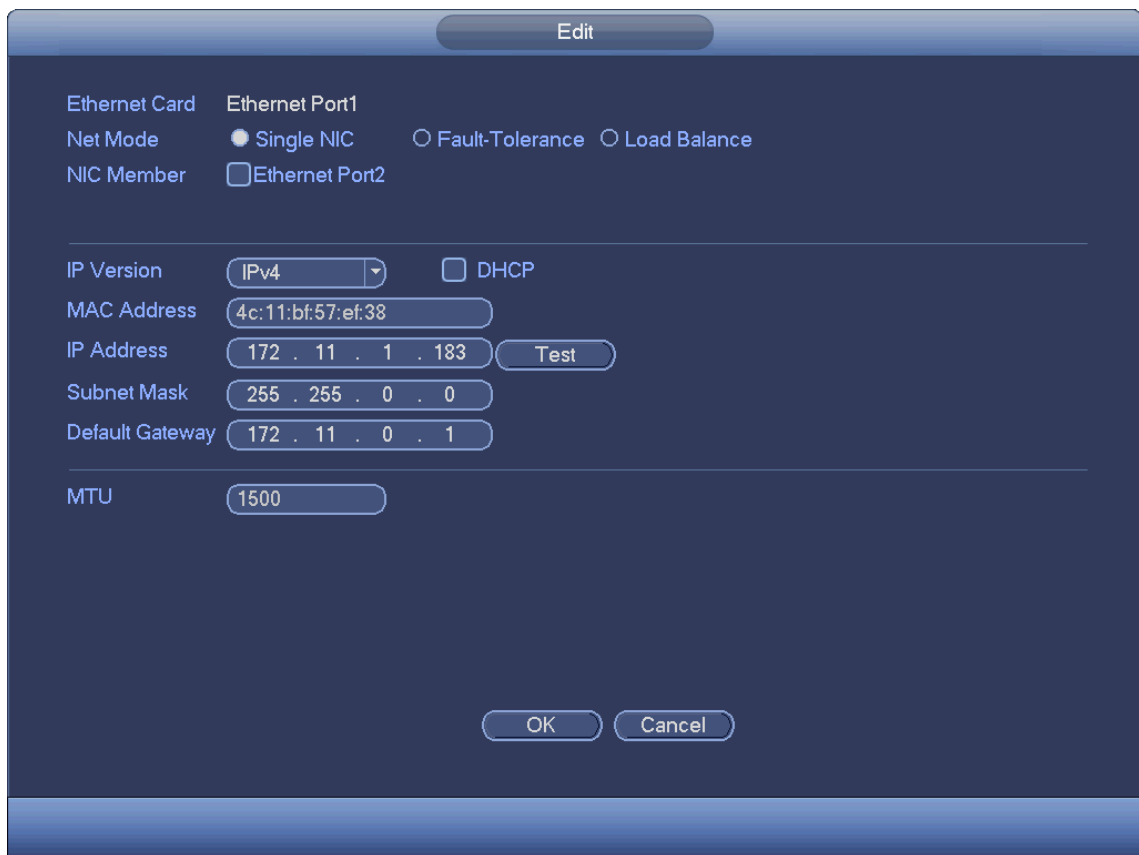 Edit
Ethernet Card Ethernet Port1
Net Mode Single NIC Fault-Tolerance Load Balance
NIC Member Ethernet Port2
IP Version IPv4 DHCP
MAC Address 4c:11:bf:57:ef:38
IP Address 172 . 11 . 1 . 183 Test
Subnet Mask 255 . 255 . 0 . 0
Default Gateway 172 . 11 . 0 . 1
MTU 1500
OK Cancel